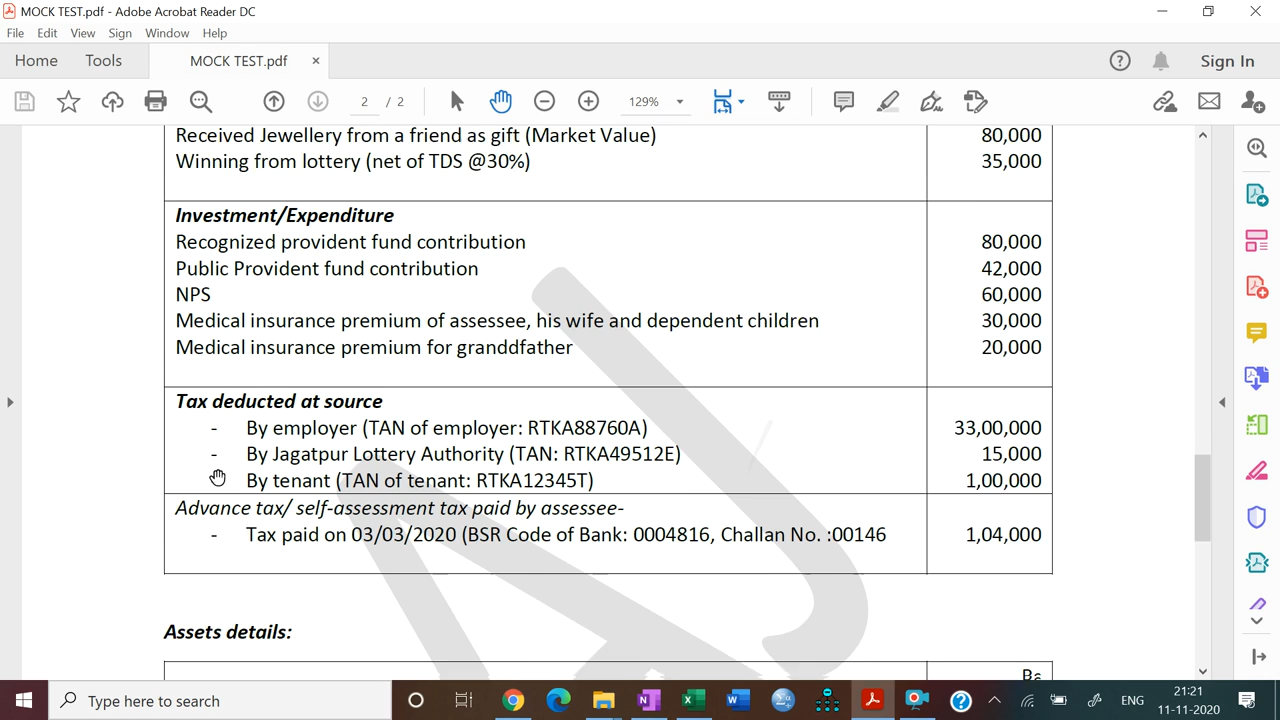 MOCK TEST.pdf - Adobe Acrobat Reader DC
File Edit View Sign Window Help
Home Tools MOCK TEST.pdf × Sign In
2 / 2 129%
Received Jewellery from a friend as gift (Market Value) 80,000
Winning from lottery (net of TDS @30%) 35,000
Investment/Expenditure
Recognized provident fund contribution 80,000
Public Provident fund contribution 42,000
NPS 60,000
Medical insurance premium of assessee, his wife and dependent children 30,000
Medical insurance premium for granddfather 20,000
Tax deducted at source
- By employer (TAN of employer: RTKA88760A) 33,00,000
- By Jagatpur Lottery Authority (TAN: RTKA49512E) 15,000
- By tenant (TAN of tenant: RTKA12345T) 1,00,000
Advance tax/ self-assessment tax paid by assessee-
- Tax paid on 03/03/2020 (BSR Code of Bank: 0004816, Challan No. :00146 1,04,000
Assets details:
Type here to search
ENG
21:21
11-11-2020